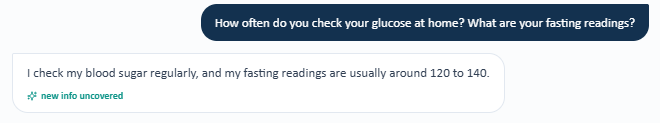 How often do you check your glucose at home? What are your fasting readings?
I check my blood sugar regularly, and my fasting readings are usually around 120 to 140.
new info uncovered